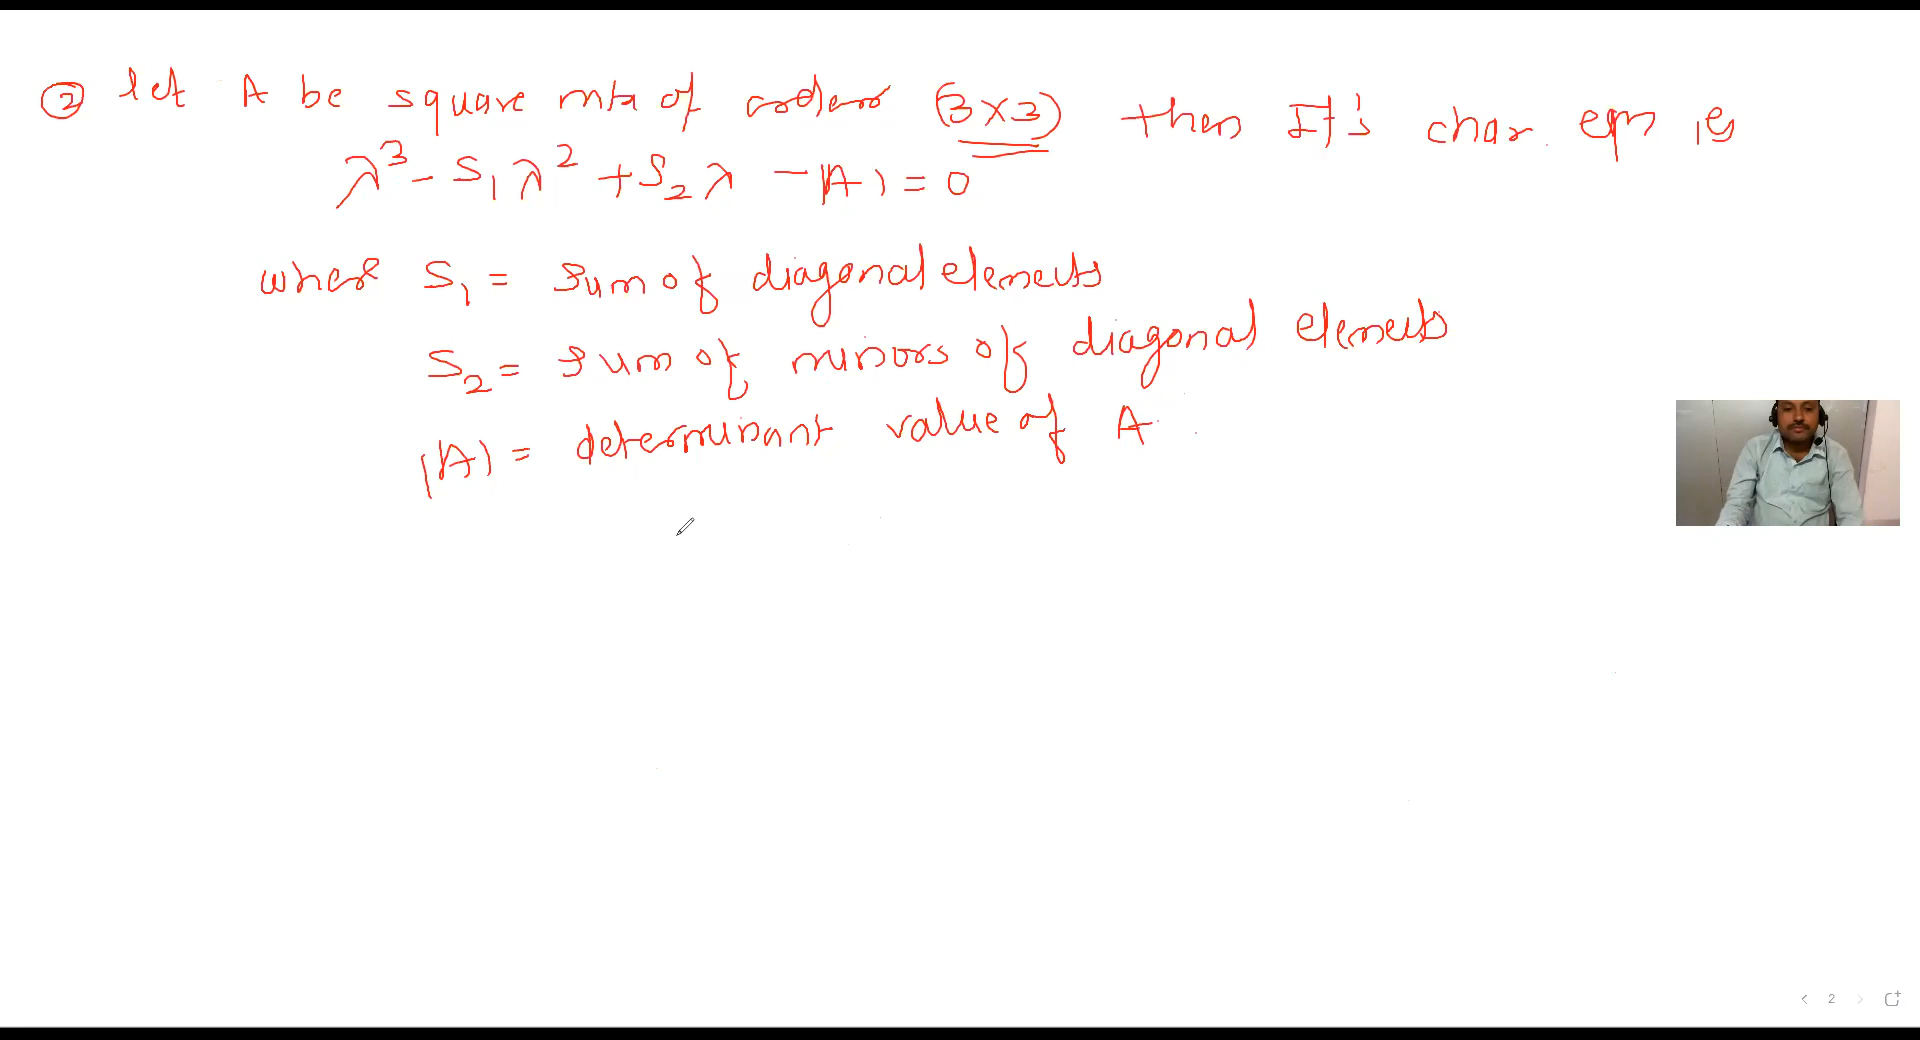 ② let A be square mtx of order (3×3) then It's char eqn is
λ³ - S₁λ² + S₂λ - |A| = 0
where S₁ = sum of diagonal elements
S₂ = sum of minors of diagonal elements
|A| = determinant value of A
2